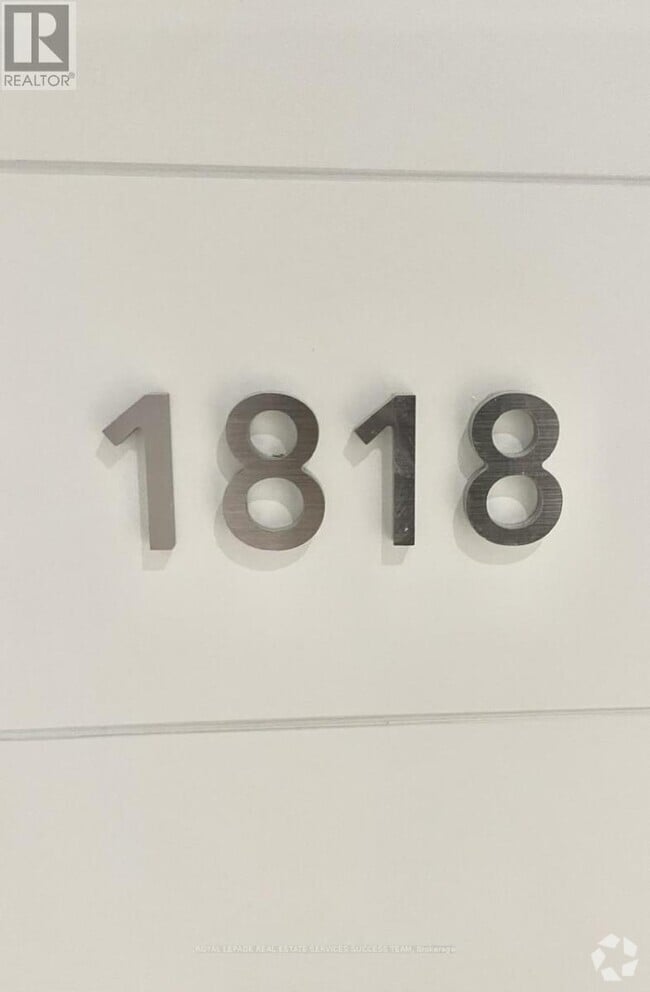 R
REALTOR®
1818
ROYAL LEPAGE REAL ESTATE SERVICES SUCCESS TEAM, Brokerage